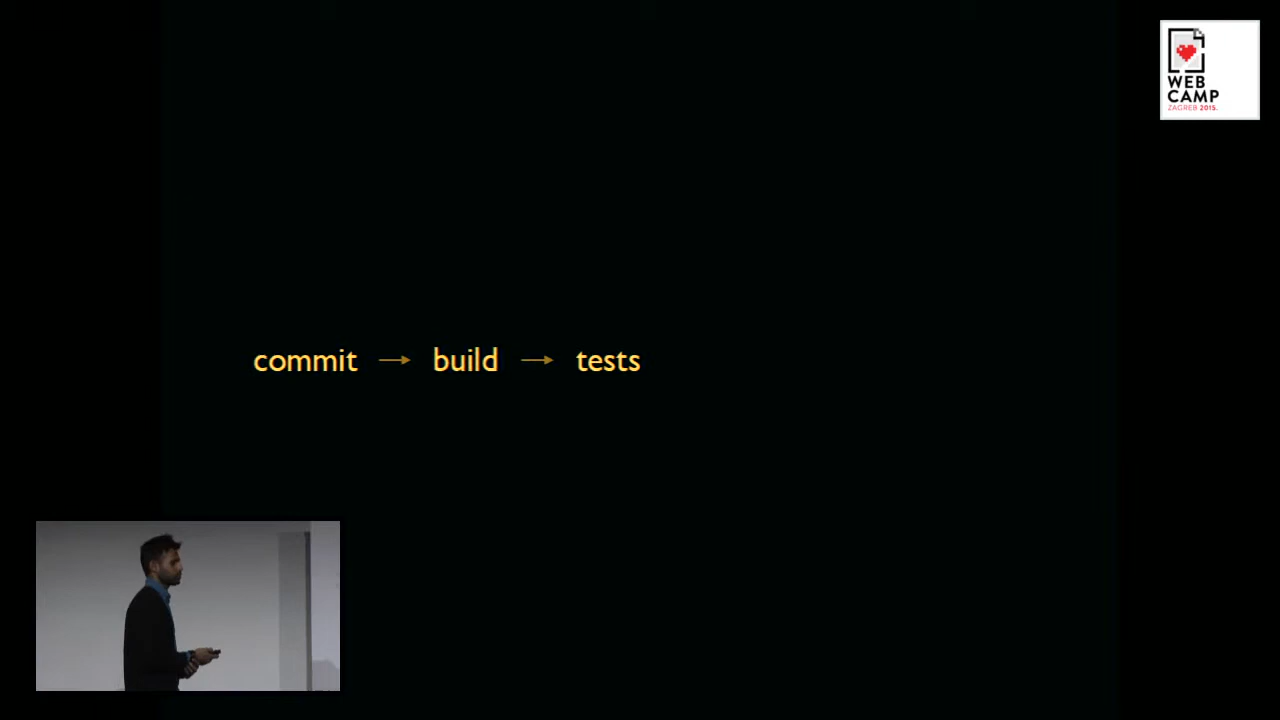 WEB
CAMP
ZAGREB 2015.
commit → build → tests